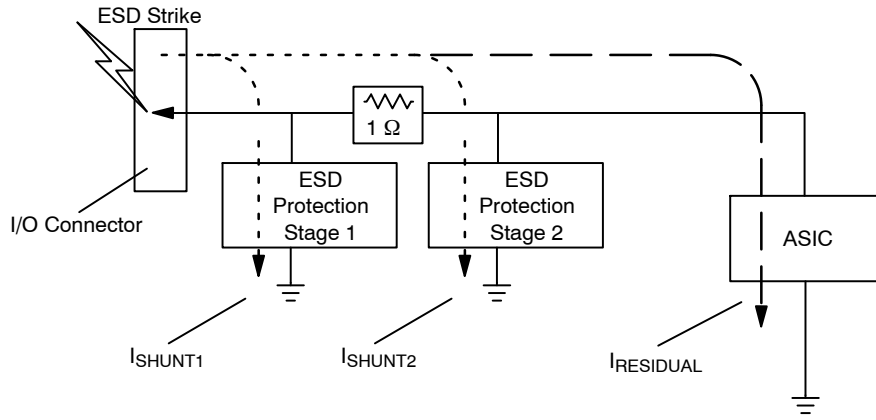 ESD Strike
1 Ω
I/O Connector
ESD
Protection
Stage 1
ESD
Protection
Stage 2
ASIC
ISHUNT1
ISHUNT2
IRESIDUAL